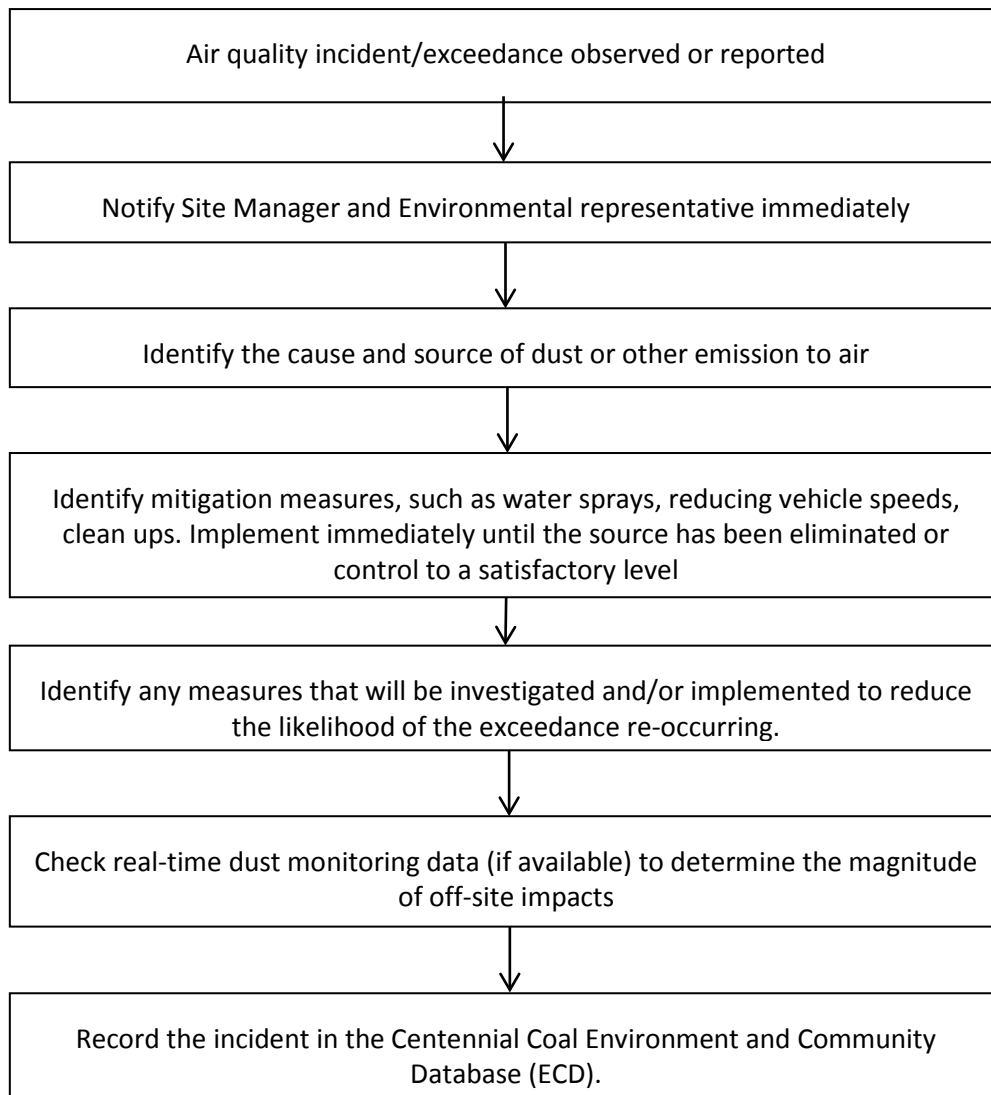 Air quality incident/exceedance observed or reported
Notify Site Manager and Environmental representative immediately
Identify the cause and source of dust or other emission to air
Identify mitigation measures, such as water sprays, reducing vehicle speeds,
clean ups. Implement immediately until the source has been eliminated or
control to a satisfactory level
Identify any measures that will be investigated and/or implemented to reduce
the likelihood of the exceedance re-occurring.
Check real-time dust monitoring data (if available) to determine the magnitude
of off-site impacts
Record the incident in the Centennial Coal Environment and Community
Database (ECD).